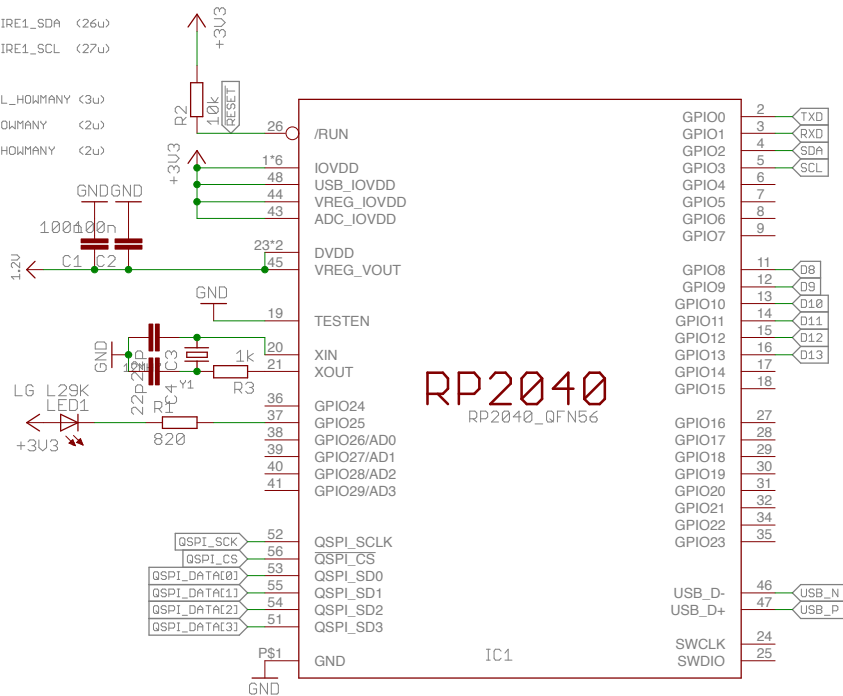 IRE1_SDA (26u)
IRE1_SCL (27u)
L_HOWMANY (3u)
OWMANY (2u)
HOWMANY (2u)
+3V3
R2
10k
RESET
26 /RUN
+3V3
1*6 IOVDD
48 USB_IOVDD
44 VREG_IOVDD
43 ADC_IOVDD
GND GND
100n 100n
C1 C2
1.2V
23*2 DVDD
45 VREG_VOUT
GND
19 TESTEN
GND
20 XIN
21 XOUT
22P 22P
C3
C4
Y1
1k
R3
LG L29K
LED1
+3V3
R1
820
36 GPIO24
37 GPIO25
38 GPIO26/AD0
39 GPIO27/AD1
40 GPIO28/AD2
41 GPIO29/AD3
QSPI_SCK 52 QSPI_SCLK
QSPI_CS 56 QSPI_CS
QSPI_DATA[0] 53 QSPI_SD0
QSPI_DATA[1] 55 QSPI_SD1
QSPI_DATA[2] 54 QSPI_SD2
QSPI_DATA[3] 51 QSPI_SD3
P$1 GND
GND
RP2040
RP2040_QFN56
IC1
GPIO0 2 TXD
GPIO1 3 RXD
GPIO2 4 SDA
GPIO3 5 SCL
GPIO4 6
GPIO5 7
GPIO6 8
GPIO7 9
GPIO8 11 D8
GPIO9 12 D9
GPIO10 13 D10
GPIO11 14 D11
GPIO12 15 D12
GPIO13 16 D13
GPIO14 17
GPIO15 18
GPIO16 27
GPIO17 28
GPIO18 29
GPIO19 30
GPIO20 31
GPIO21 32
GPIO22 34
GPIO23 35
USB_D- 46 USB_N
USB_D+ 47 USB_P
SWCLK 24
SWDIO 25